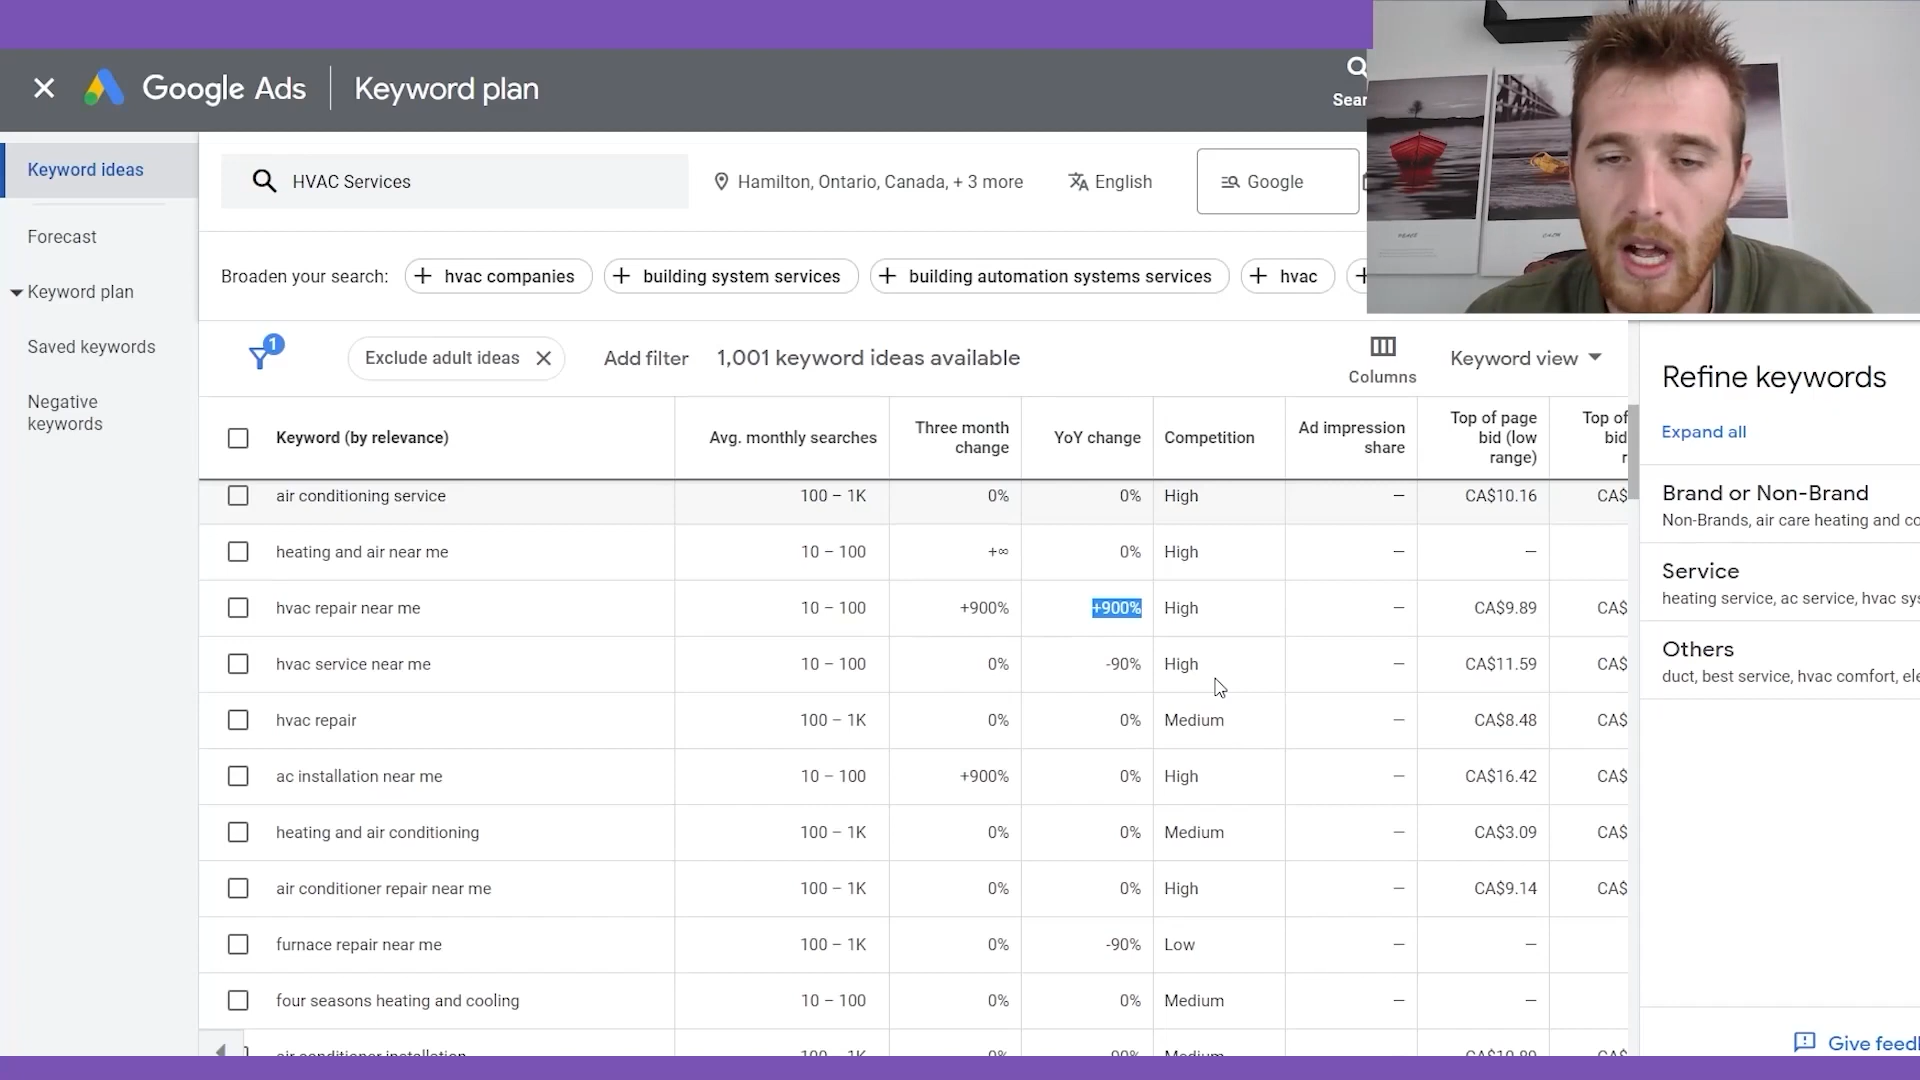 Google Ads | Keyword plan
Sear
Keyword ideas
Forecast
Keyword plan
Saved keywords
Negative
keywords
HVAC Services
Hamilton, Ontario, Canada, + 3 more
English
Google
Broaden your search:
+ hvac companies
+ building system services
+ building automation systems services
+ hvac
+
1
Exclude adult ideas
Add filter
1,001 keyword ideas available
Columns
Keyword view
Keyword (by relevance) Avg. monthly searches Three month change YoY change Competition Ad impression share Top of page bid (low range) Top of bid r
air conditioning service 100 – 1K 0% 0% High — CA$10.16 CA$
heating and air near me 10 – 100 +∞ 0% High — —
hvac repair near me 10 – 100 +900% +900% High — CA$9.89 CA$
hvac service near me 10 – 100 0% -90% High — CA$11.59 CA$
hvac repair 100 – 1K 0% 0% Medium — CA$8.48 CA$
ac installation near me 10 – 100 +900% 0% High — CA$16.42 CA$
heating and air conditioning 100 – 1K 0% 0% Medium — CA$3.09 CA$
air conditioner repair near me 100 – 1K 0% 0% High — CA$9.14 CA$
furnace repair near me 100 – 1K 0% -90% Low — —
four seasons heating and cooling 10 – 100 0% 0% Medium — —
Refine keywords
Expand all
Brand or Non-Brand
Non-Brands, air care heating and co
Service
heating service, ac service, hvac sys
Others
duct, best service, hvac comfort, ele
Give feedb